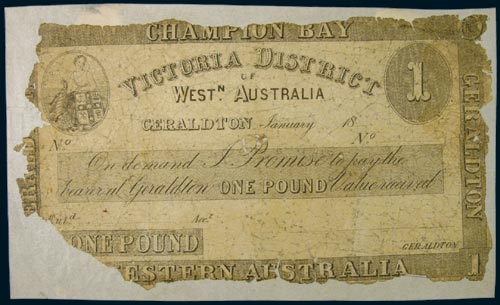 CHAMPION BAY
VICTORIA DISTRICT
OF
WESTN AUSTRALIA
1
GERALDTON January 18
No No
On demand I Promise to pay the
bearer at Geraldton ONE POUND Value received
Ent'd Acc't
ONE POUND
GERALDTON
WESTERN AUSTRALIA
1
GERALDTON